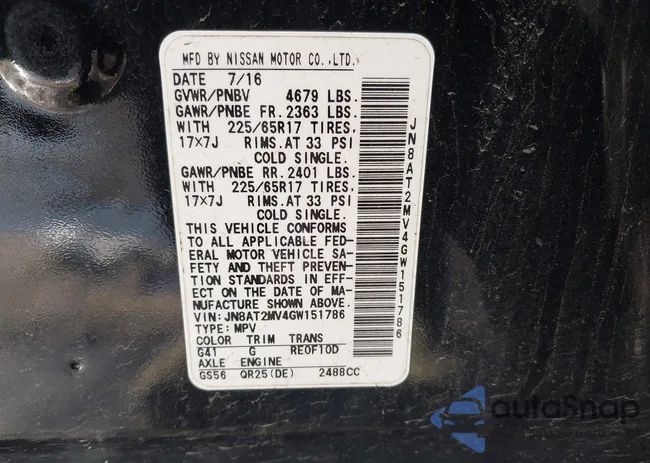 MFD BY NISSAN MOTOR CO.,LTD.
DATE 7/16
GVWR/PNBV 4679 LBS.
GAWR/PNBE FR.2363 LBS.
WITH 225/65R17 TIRES,
17×7J RIMS.AT 33 PSI
COLD SINGLE.
GAWR/PNBE RR.2401 LBS.
WITH 225/65R17 TIRES,
17×7J RIMS.AT 33 PSI
COLD SINGLE.
THIS VEHICLE CONFORMS
TO ALL APPLICABLE FED-
ERAL MOTOR VEHICLE SA-
FETY AND THEFT PREVEN-
TION STANDARDS IN EFF-
ECT ON THE DATE OF MA-
NUFACTURE SHOWN ABOVE.
VIN:JN8AT2MV4GW151786
TYPE:MPV
COLOR TRIM TRANS
G41 G RE0F10D
AXLE ENGINE
GS56 QR25(DE) 2488CC
JN8AT2MV4GW151786
autoSnap